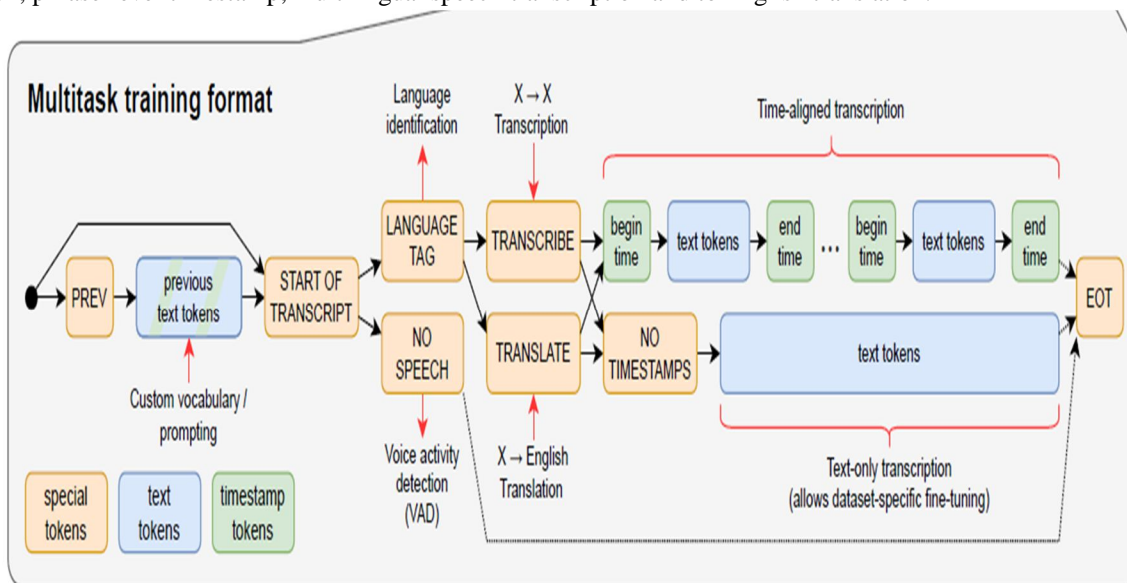 Multitask training format
Language
identification
X → X
Transcription
Time-aligned transcription
PREV
previous
text tokens
START OF
TRANSCRIPT
LANGUAGE
TAG
TRANSCRIBE
begin
time
text tokens
end
time
...
begin
time
text tokens
end
time
EOT
NO
SPEECH
TRANSLATE
NO
TIMESTAMPS
text tokens
Custom vocabulary /
prompting
Voice activity
detection
(VAD)
X → English
Translation
Text-only transcription
(allows dataset-specific fine-tuning)
special
tokens
text
tokens
timestamp
tokens